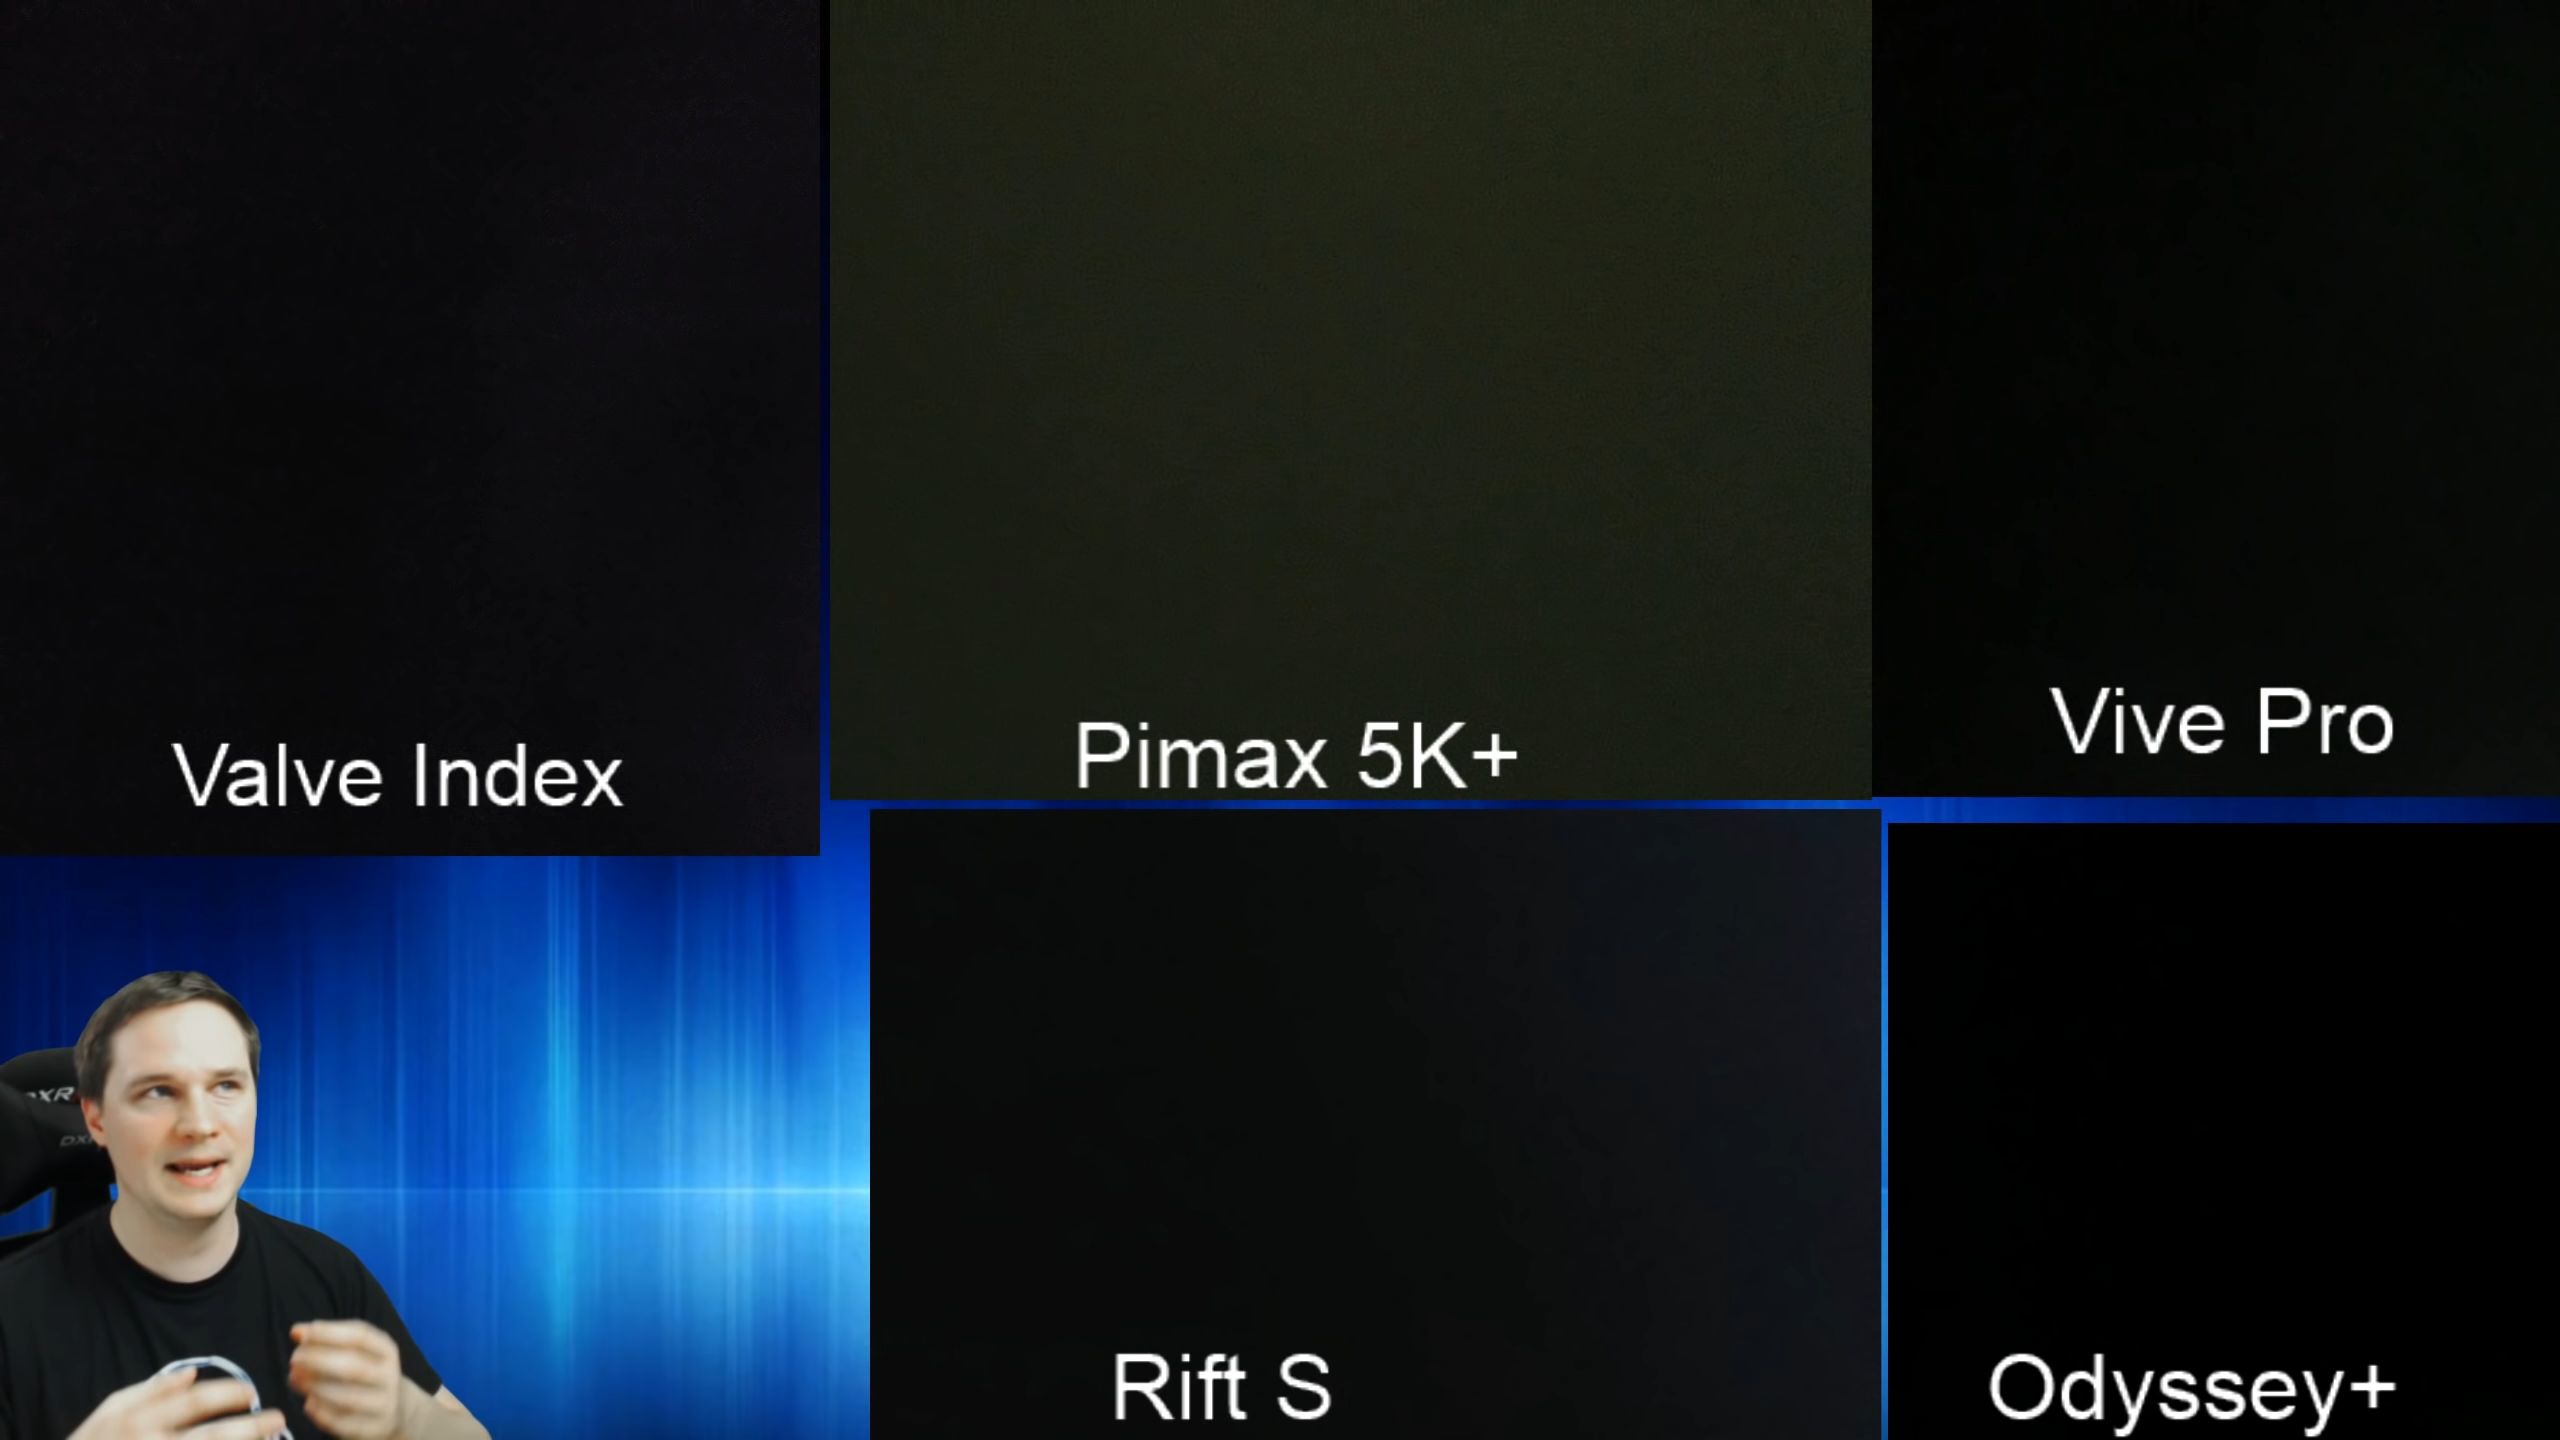 Valve Index
Pimax 5K+
Vive Pro
Rift S
Odyssey+